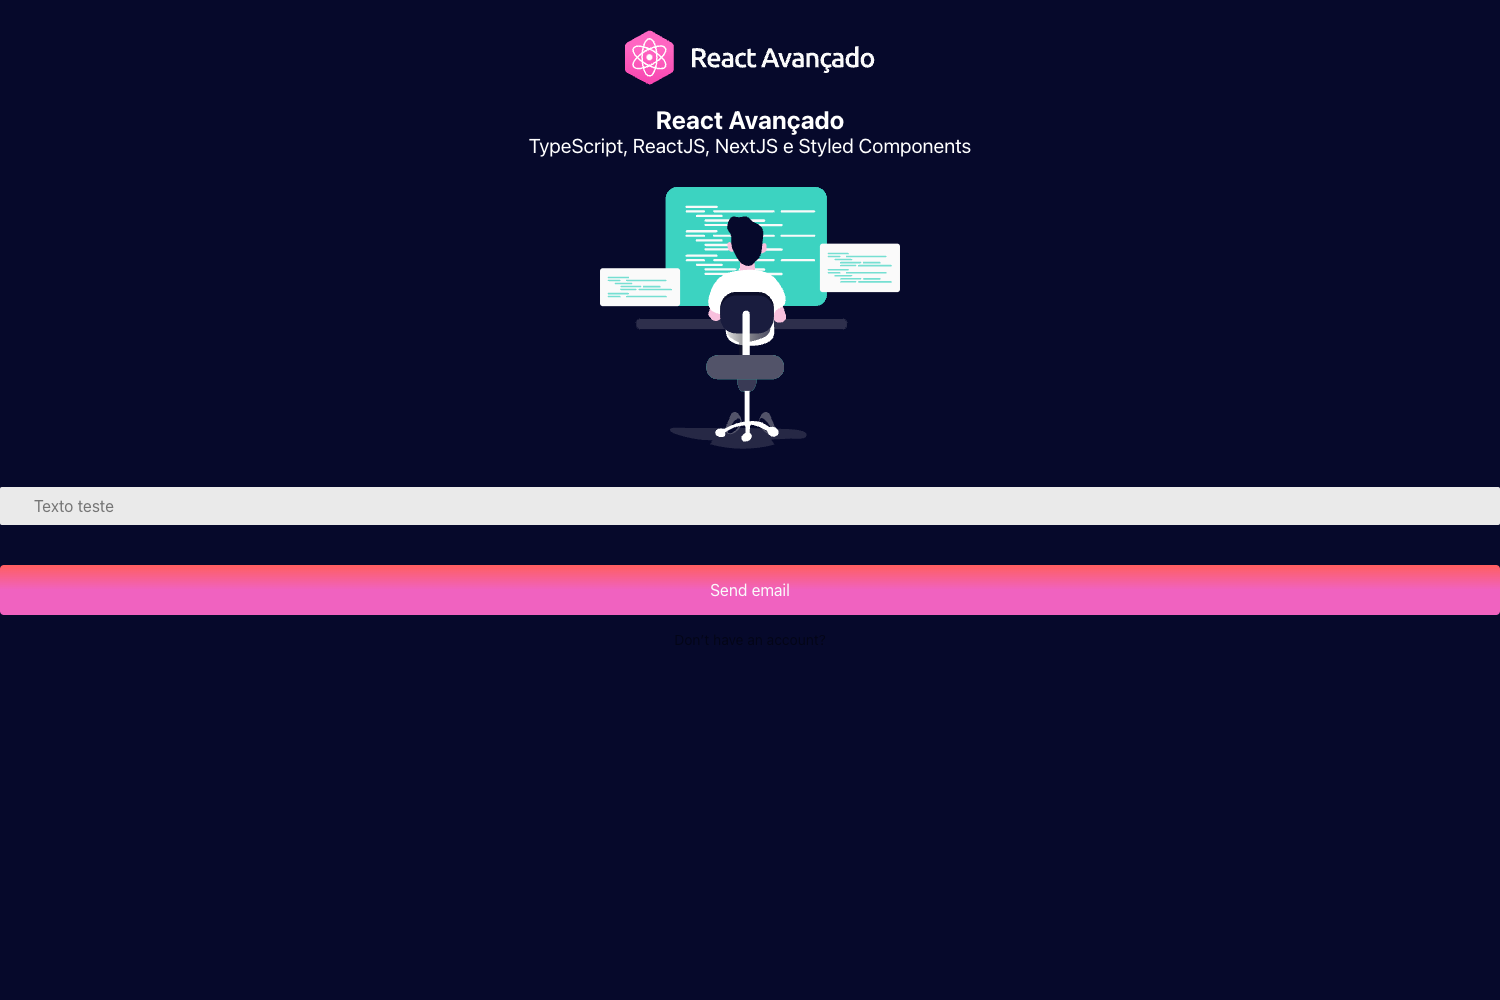 React Avançado
React Avançado
TypeScript, ReactJS, NextJS e Styled Components
Texto teste
Send email
Don't have an account?